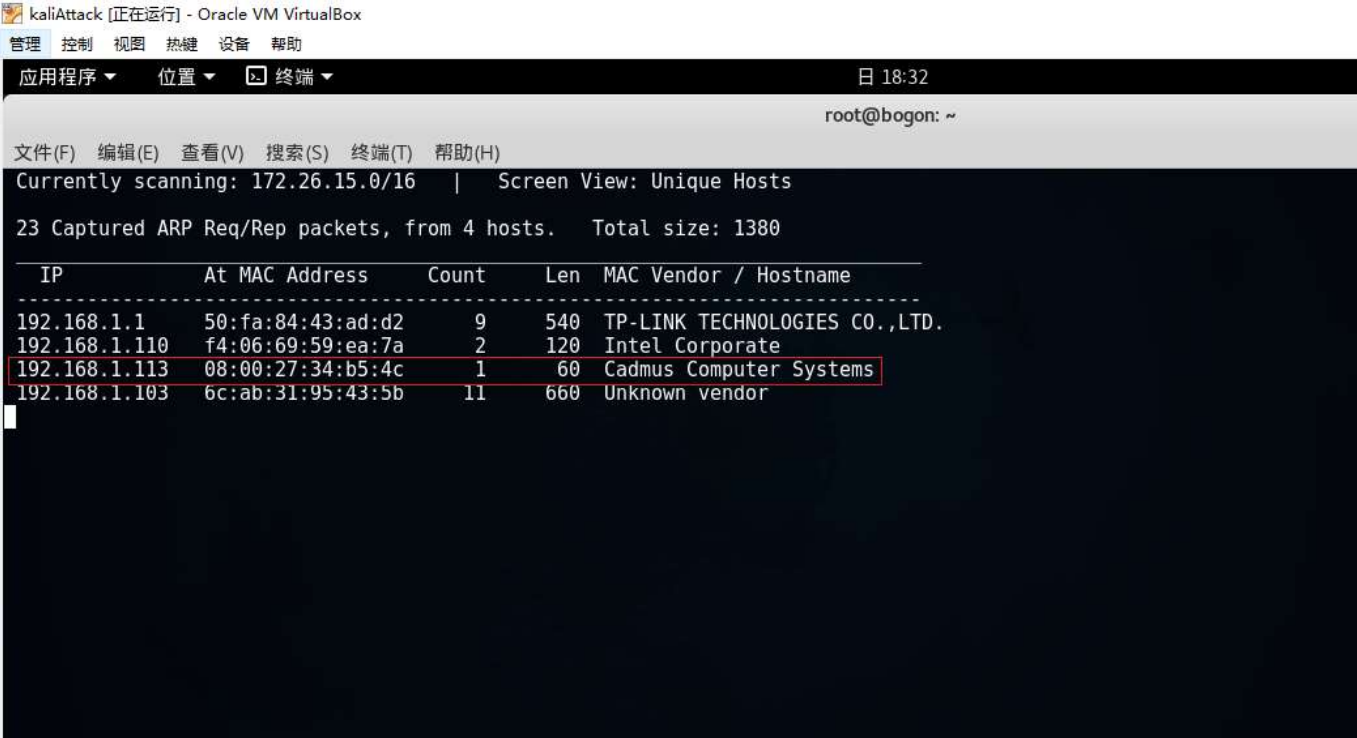 kaliAttack [正在运行] - Oracle VM VirtualBox
管理 控制 视图 热键 设备 帮助
应用程序 位置 终端 日 18:32
root@bogon: ~
文件(F) 编辑(E) 查看(V) 搜索(S) 终端(T) 帮助(H)
Currently scanning: 172.26.15.0/16 | Screen View: Unique Hosts
23 Captured ARP Req/Rep packets, from 4 hosts. Total size: 1380
IP At MAC Address Count Len MAC Vendor / Hostname
192.168.1.1 50:fa:84:43:ad:d2 9 540 TP-LINK TECHNOLOGIES CO.,LTD.
192.168.1.110 f4:06:69:59:ea:7a 2 120 Intel Corporate
192.168.1.113 08:00:27:34:b5:4c 1 60 Cadmus Computer Systems
192.168.1.103 6c:ab:31:95:43:5b 11 660 Unknown vendor